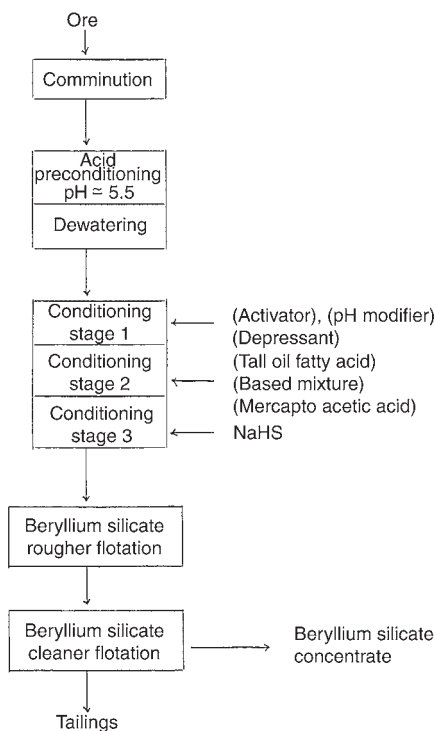 Ore
Comminution
Acid
preconditioning
pH ≃ 5.5
Dewatering
Conditioning
stage 1
(Activator), (pH modifier)
(Depressant)
Conditioning
stage 2
(Tall oil fatty acid)
(Based mixture)
(Mercapto acetic acid)
Conditioning
stage 3
NaHS
Beryllium silicate
rougher flotation
Beryllium silicate
cleaner flotation
Beryllium silicate
concentrate
Tailings